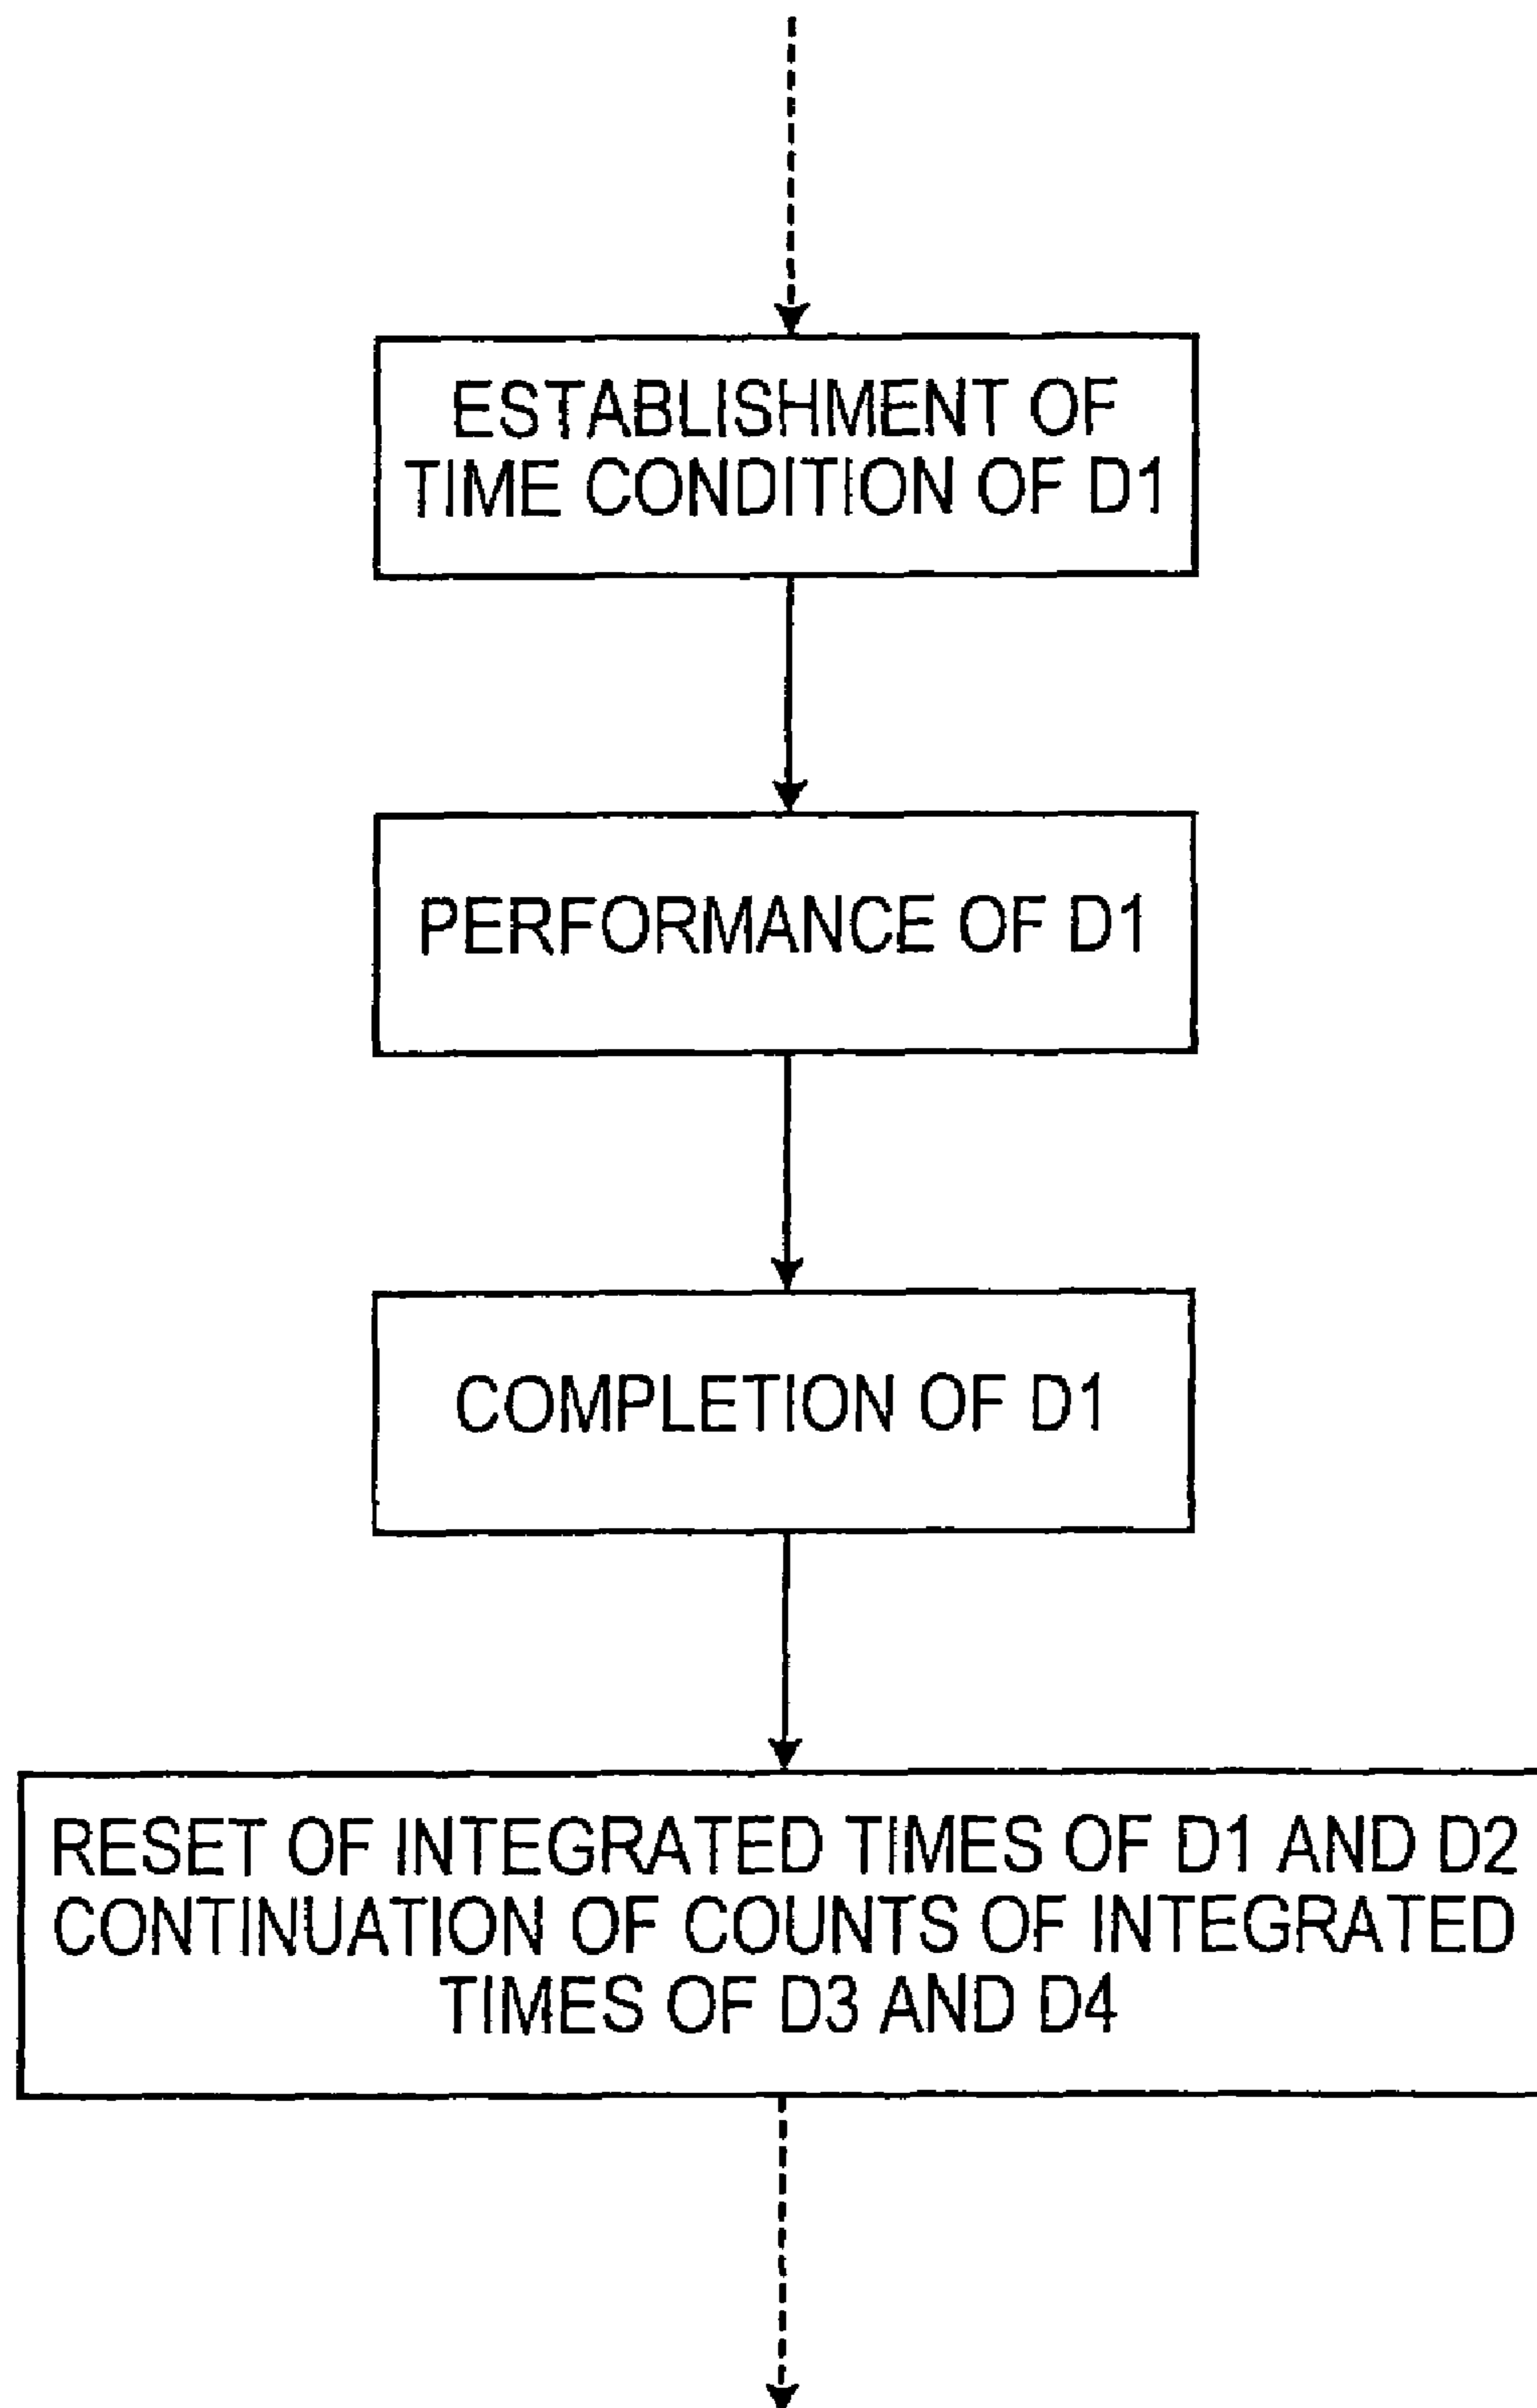 ESTABLISHMENT OF
TIME CONDITION OF D1
PERFORMANCE OF D1
COMPLETION OF D1
RESET OF INTEGRATED TIMES OF D1 AND D2
CONTINUATION OF COUNTS OF INTEGRATED
TIMES OF D3 AND D4